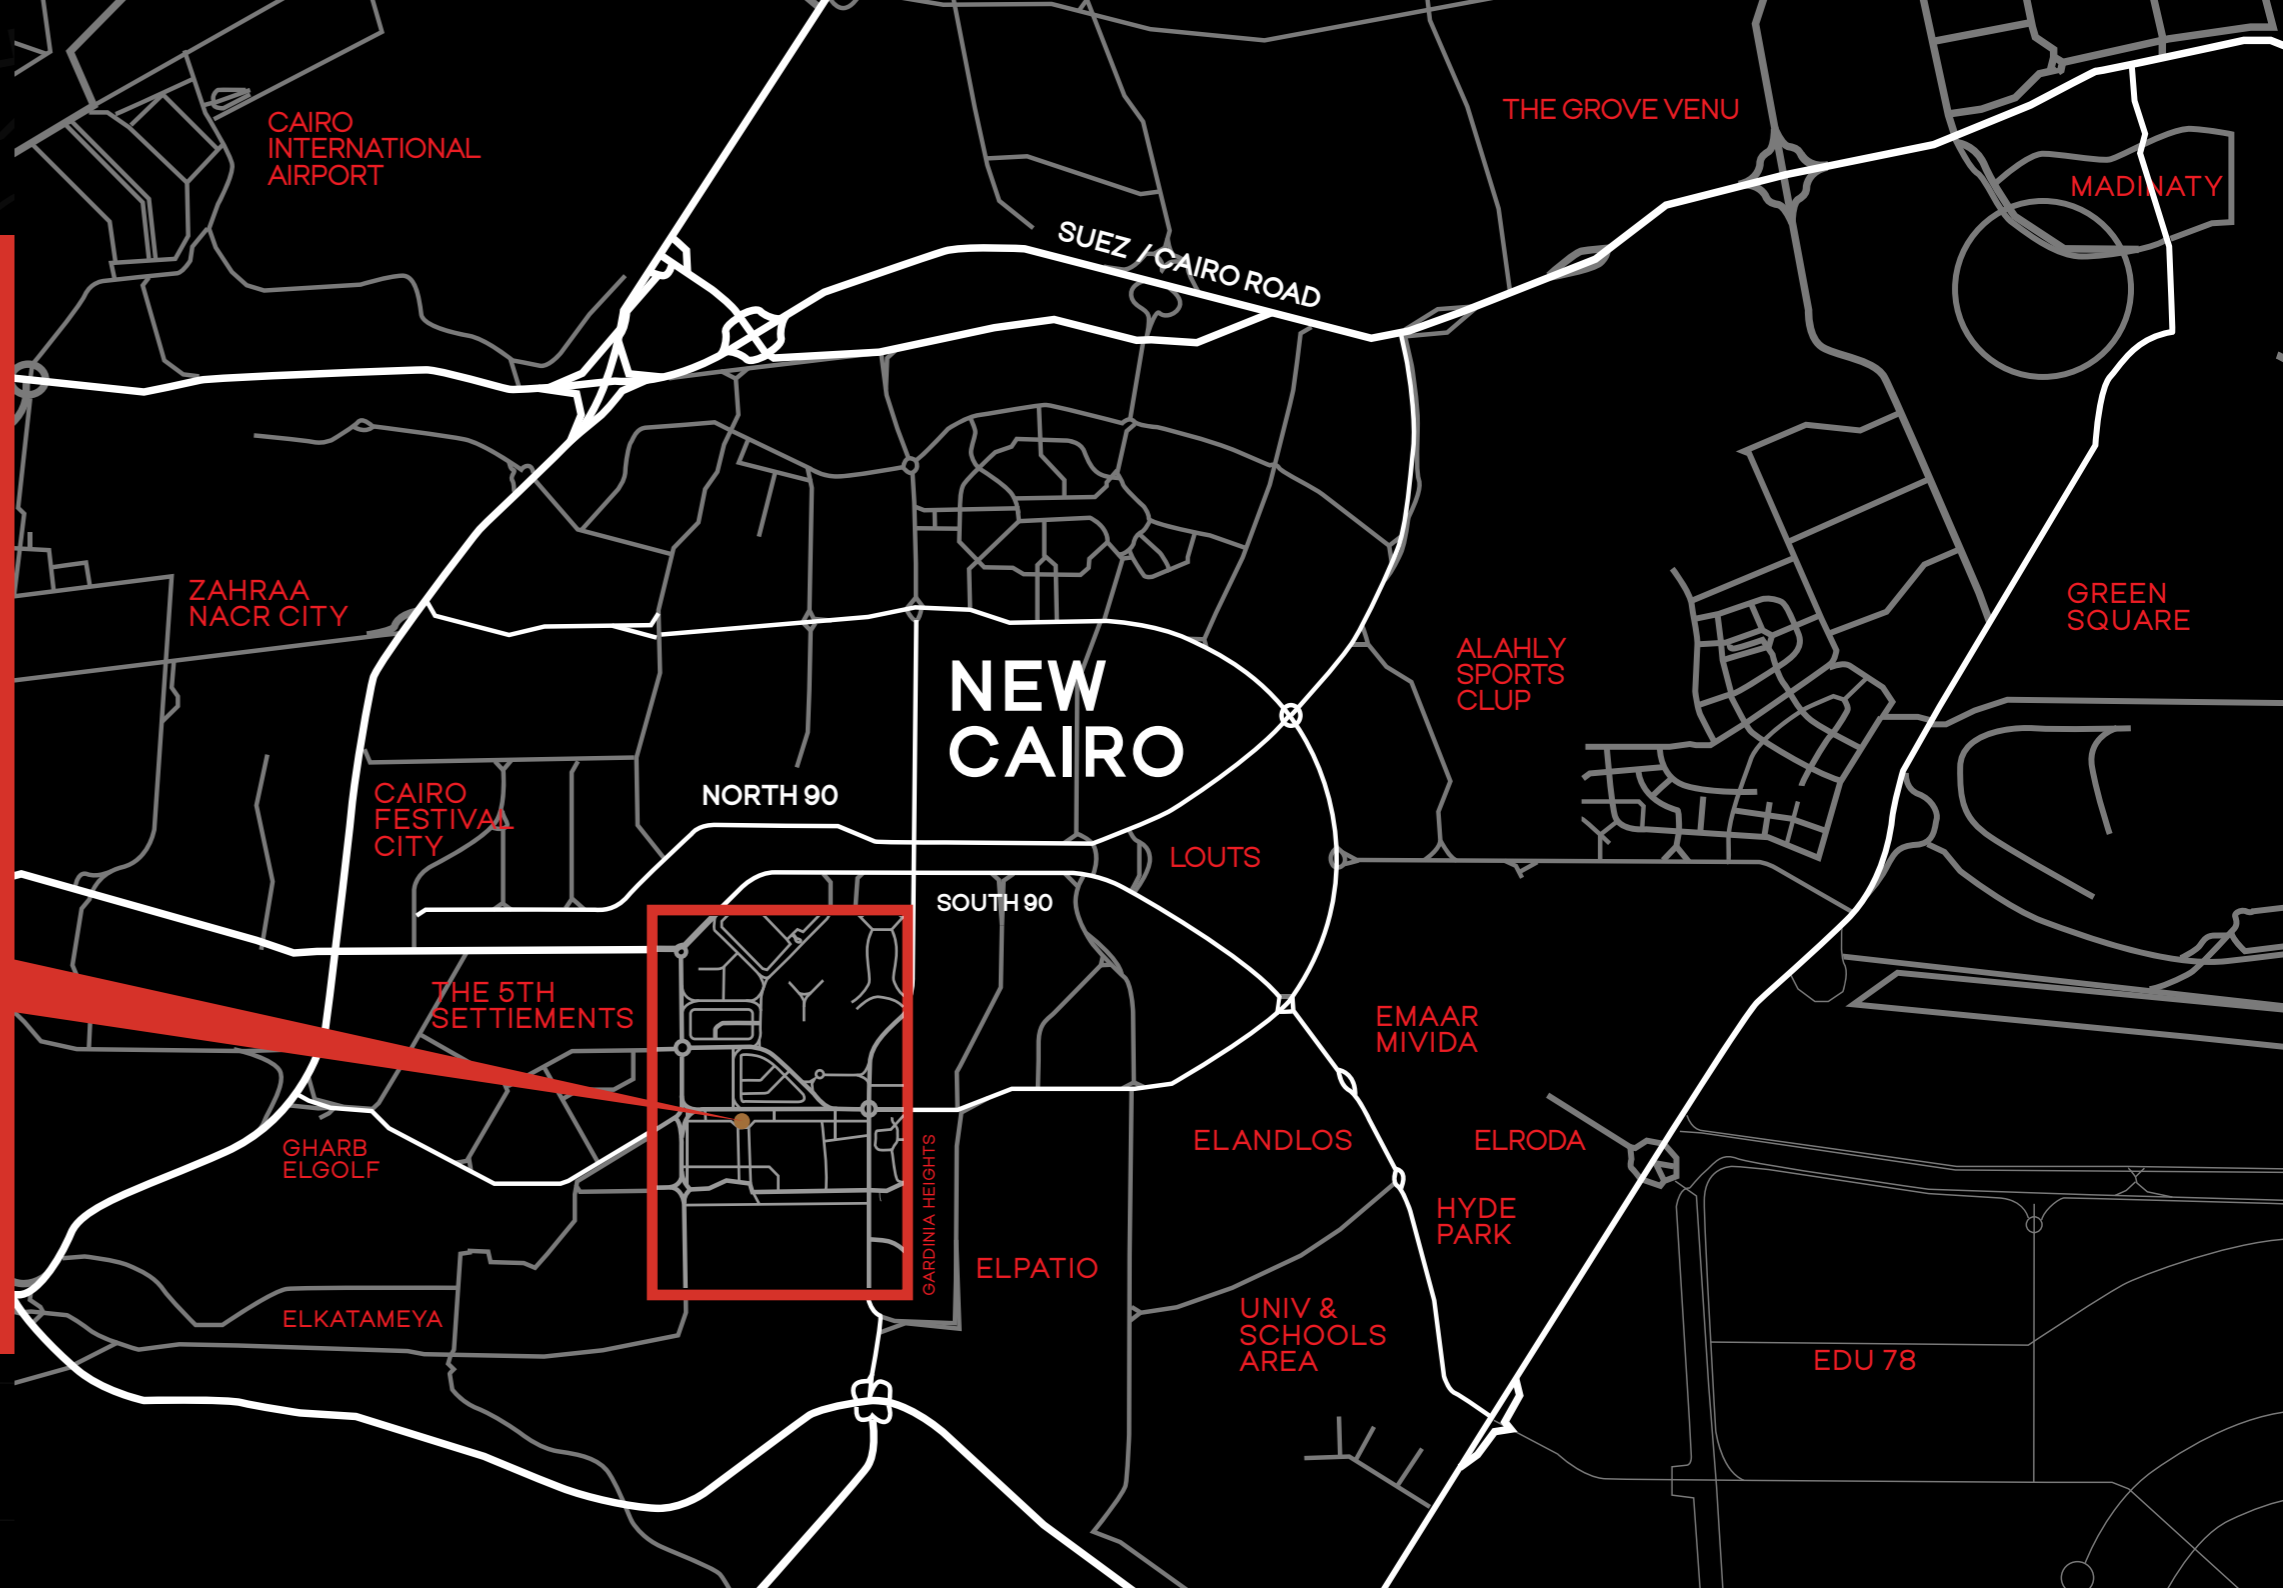 CAIRO
INTERNATIONAL
AIRPORT
THE GROVE VENU
MADINATY
SUEZ / CAIRO ROAD
ZAHRAA
NACR CITY
GREEN
SQUARE
ALAHLY
SPORTS
CLUP
NEW
CAIRO
NORTH 90
CAIRO
FESTIVAL
CITY
LOUTS
SOUTH 90
THE 5TH
SETTIEMENTS
EMAAR
MIVIDA
GHARB
ELGOLF
ELANDLOS
ELRODA
GARDINIA HEIGHTS
HYDE
PARK
ELPATIO
ELKATAMEYA
UNIV &
SCHOOLS
AREA
EDU 78